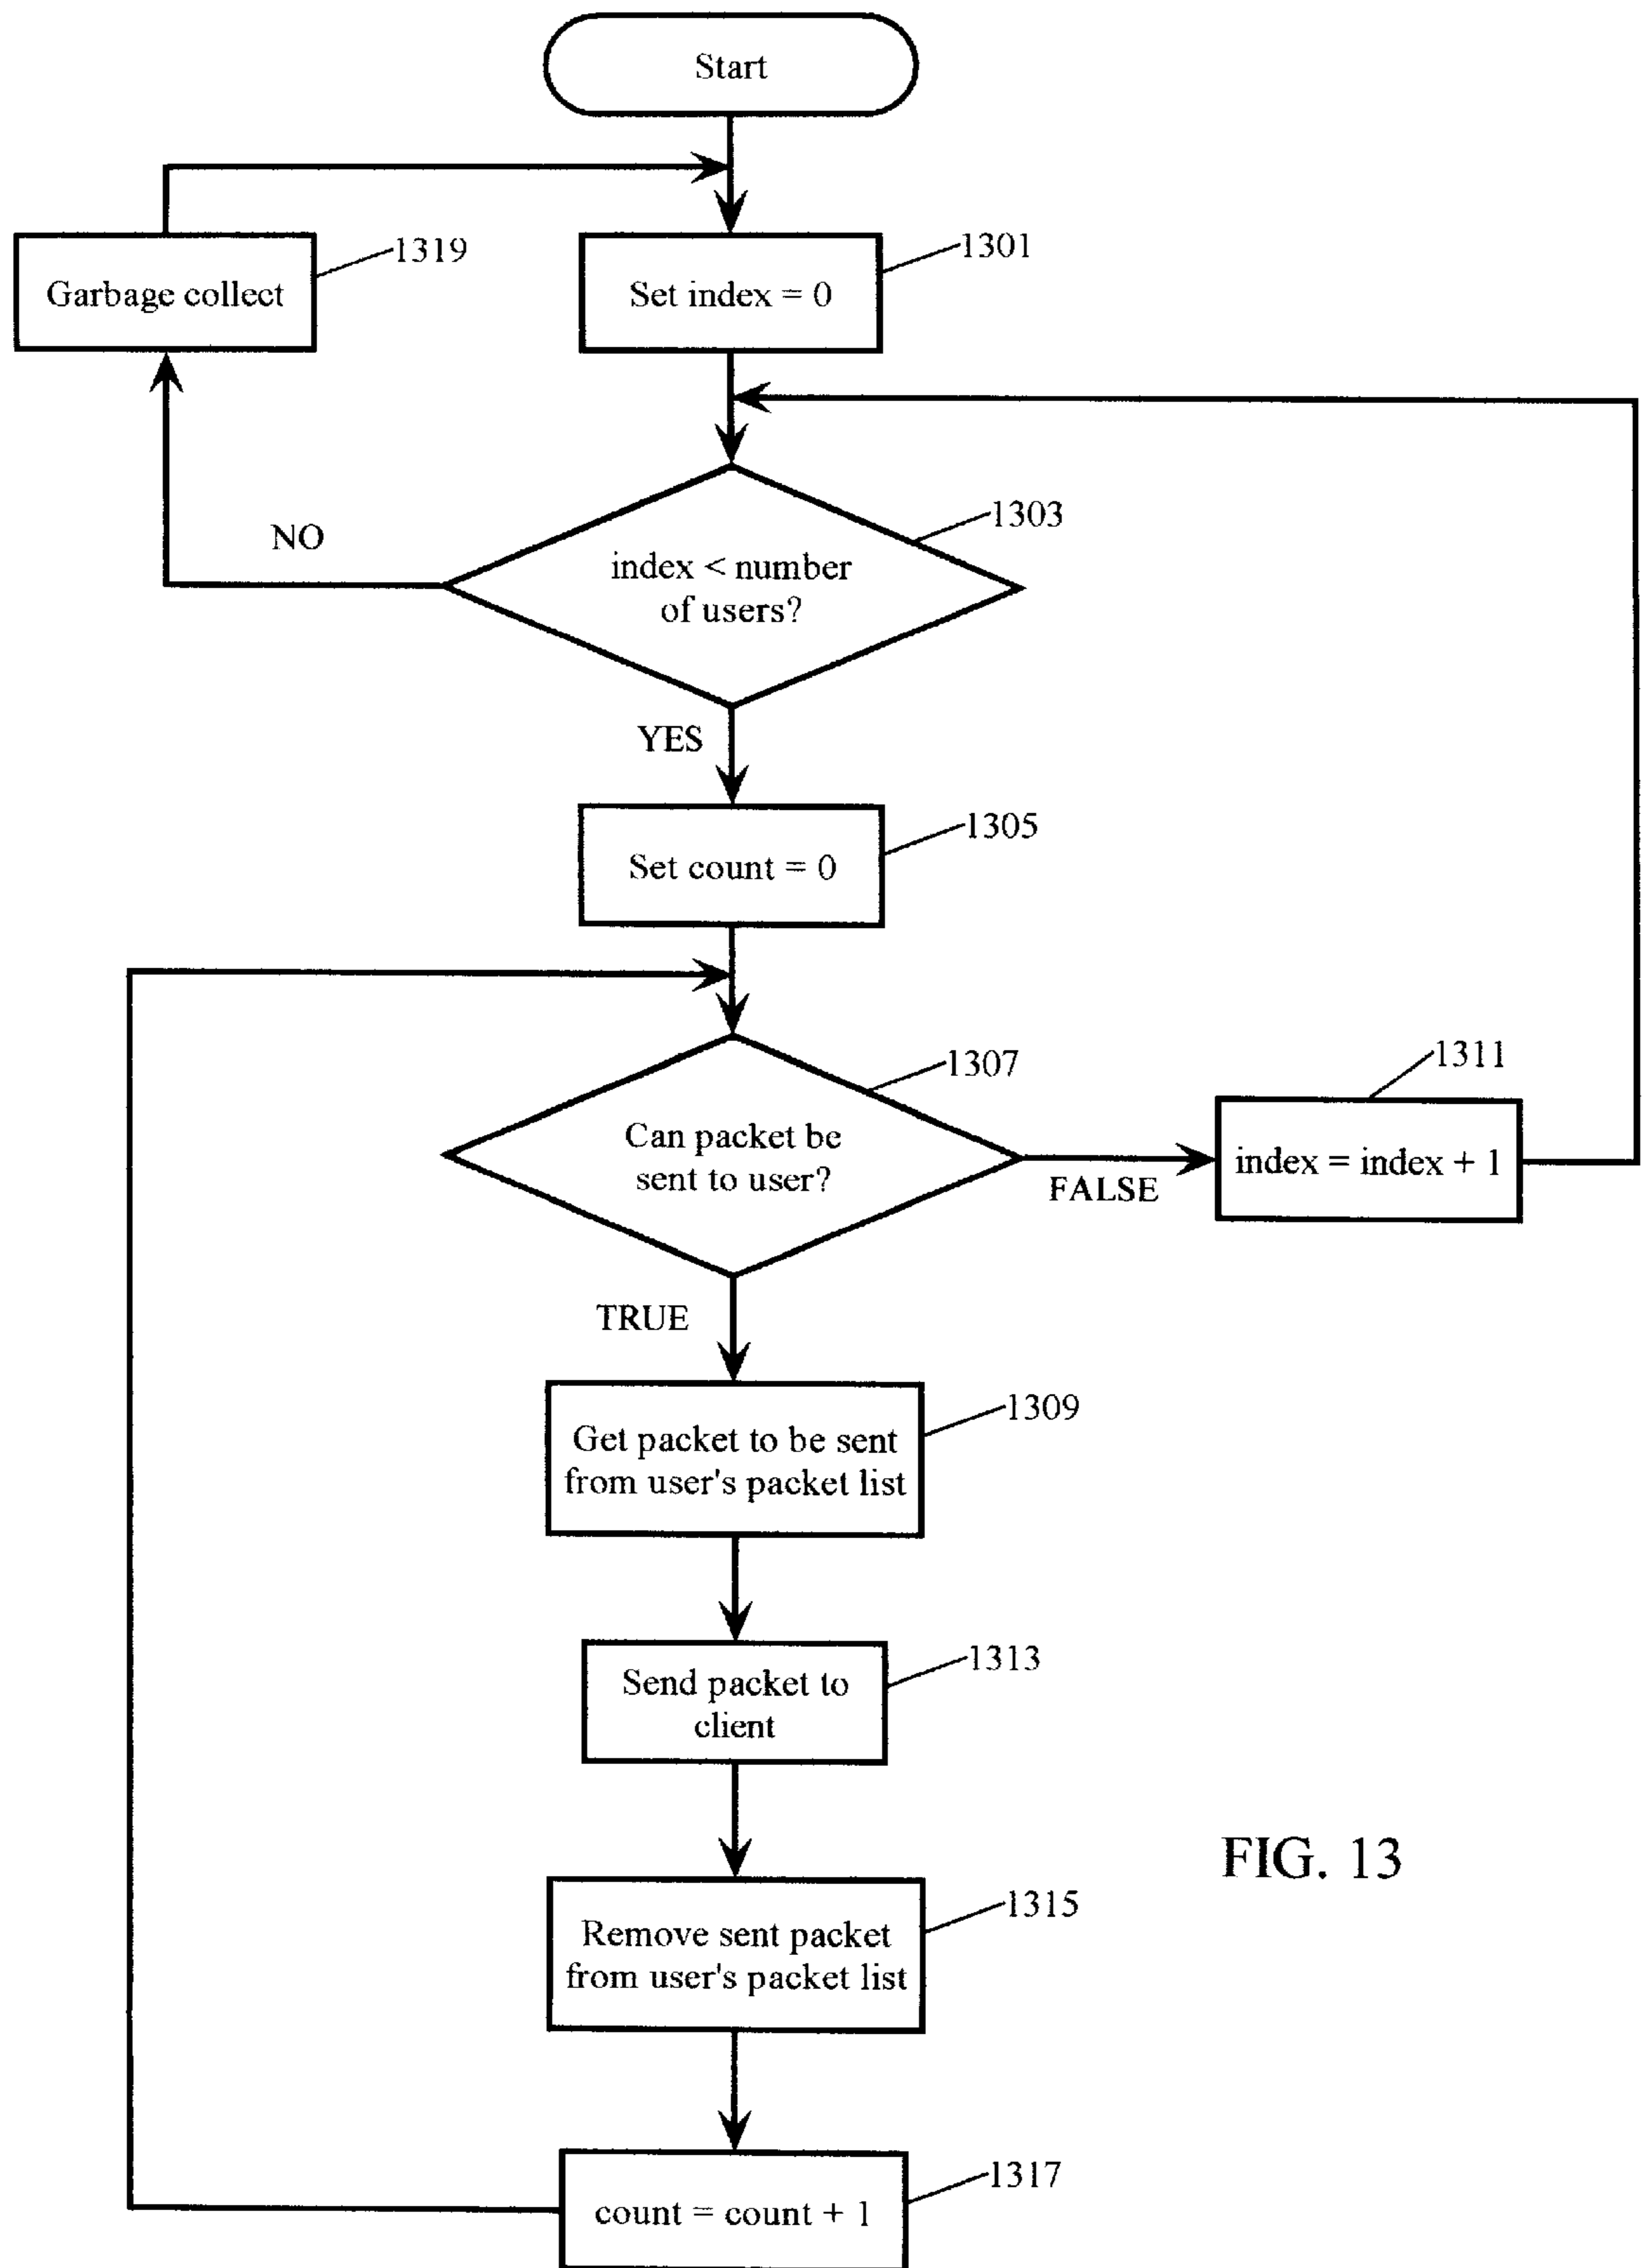 Start
1319
1301
Garbage collect
Set index = 0
1303
NO
index < number
of users?
YES
1305
Set count = 0
1307
1311
Can packet be
sent to user?
index = index + 1
FALSE
TRUE
1309
Get packet to be sent
from user's packet list
1313
Send packet to
client
FIG. 13
1315
Remove sent packet
from user's packet list
1317
count = count + 1